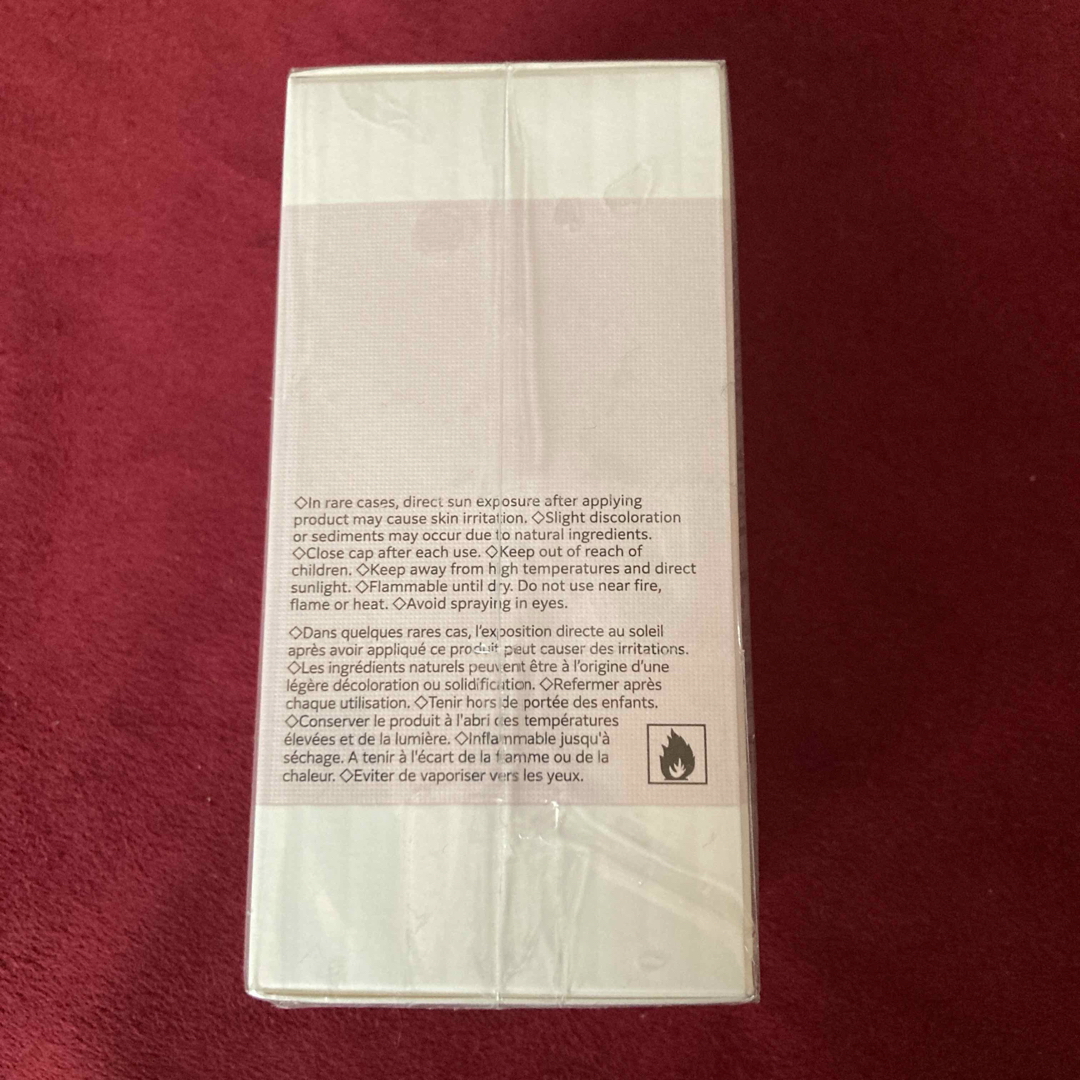 ◇In rare cases, direct sun exposure after applying
product may cause skin irritation. ◇Slight discoloration
or sediments may occur due to natural ingredients.
◇Close cap after each use. ◇Keep out of reach of
children. ◇Keep away from high temperatures and direct
sunlight. ◇Flammable until dry. Do not use near fire,
flame or heat. ◇Avoid spraying in eyes.
◇Dans quelques rares cas, l'exposition directe au soleil
après avoir appliqué ce produit peut causer des irritations.
◇Les ingrédients naturels peuvent être à l'origine d'une
légère décoloration ou solidification. ◇Refermer après
chaque utilisation. ◇Tenir hors de portée des enfants.
◇Conserver le produit à l'abri des températures
élevées et de la lumière. ◇Inflammable jusqu'à
séchage. A tenir à l'écart de la flamme ou de la
chaleur. ◇Eviter de vaporiser vers les yeux.